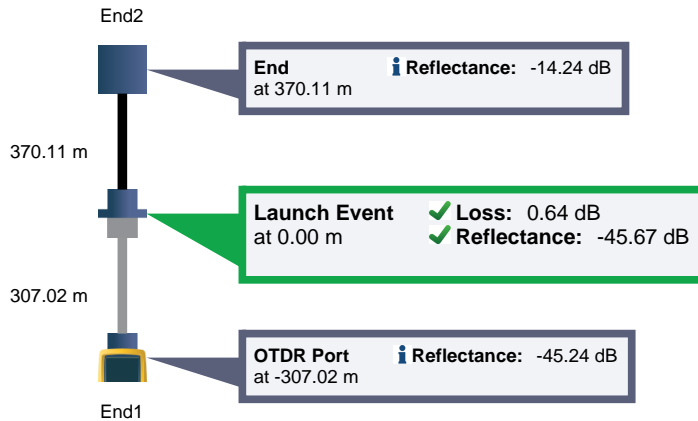 End2
End
i Reflectance: -14.24 dB
at 370.11 m
370.11 m
Launch Event
Loss: 0.64 dB
at 0.00 m
Reflectance: -45.67 dB
307.02 m
OTDR Port
i Reflectance: -45.24 dB
at -307.02 m
End1